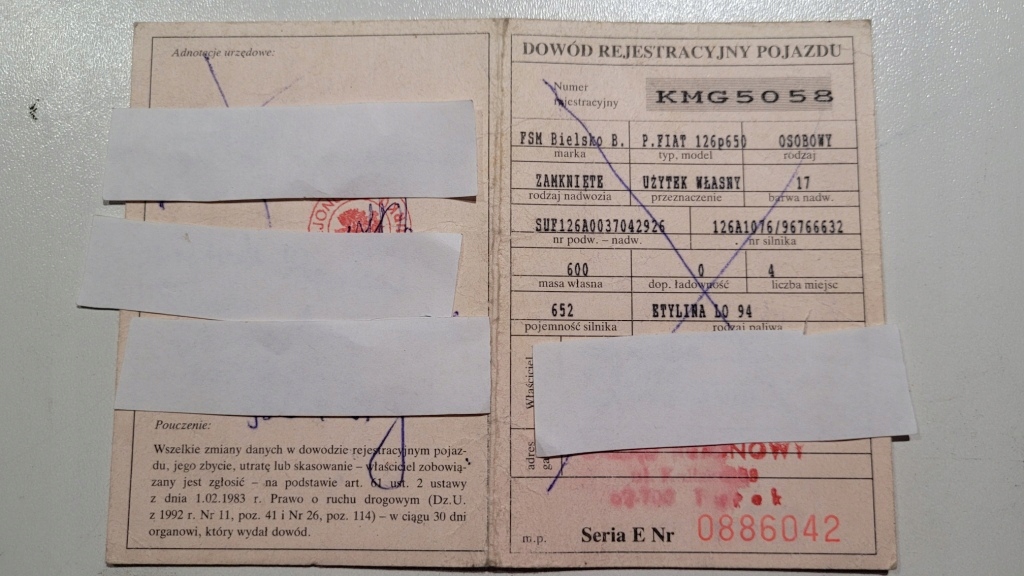 Adnotacje urzędowe:
Pouczenie:
Wszelkie zmiany danych w dowodzie rejestracyjnym pojaz-
du, jego zbycie, utratę lub skasowanie – właściciel zobowią-
zany jest zgłosić – na podstawie art. 61 ust. 2 ustawy
z dnia 1.02.1983 r. Prawo o ruchu drogowym (Dz.U.
z 1992 r. Nr 11, poz. 41 i Nr 26, poz. 114) – w ciągu 30 dni
organowi, który wydał dowód.
DOWÓD REJESTRACYJNY POJAZDU
Numer
rejestracyjny
KMG5058
FSM Bielsko B. P.FIAT 126p650 OSOBOWY
marka typ, model rodzaj
ZAMKNIĘTE UŻYTEK WŁASNY 17
rodzaj nadwozia przeznaczenie barwa nadw.
SUF126A0037042926 126A1076/96766632
nr podw. – nadw. nr silnika
600 0 4
masa własna dop. ładowność liczba miejsc
652 ETYLINA LO 94
pojemność silnika rodzaj paliwa
Właściciel
adres
m.p. Seria E Nr 0886042